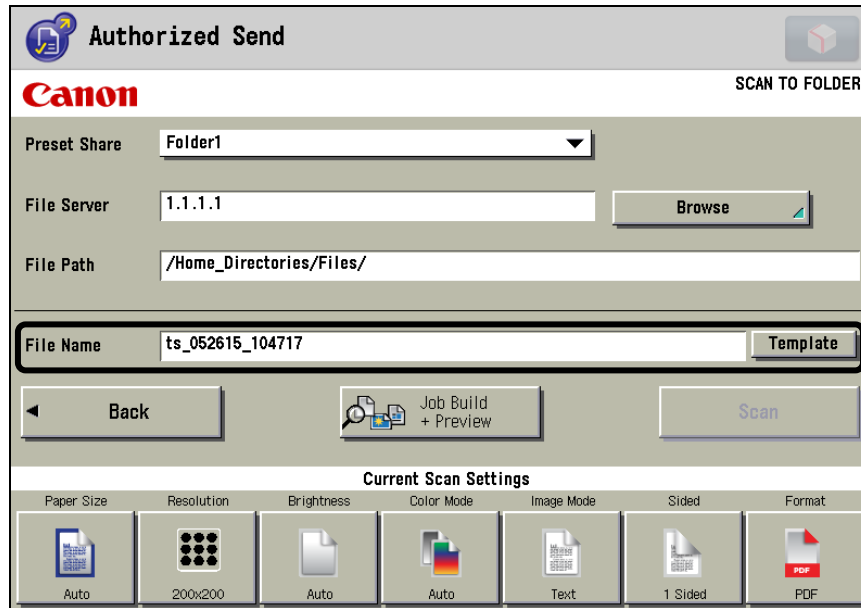 Authorized Send
Canon
SCAN TO FOLDER
Preset Share
Folder1
File Server
1.1.1.1
Browse
File Path
/Home_Directories/Files/
File Name
ts_052615_104717
Template
Back
Job Build
+ Preview
Scan
Current Scan Settings
Paper Size
Resolution
Brightness
Color Mode
Image Mode
Sided
Format
PDF
Auto
200x200
Auto
Auto
Text
1 Sided
PDF